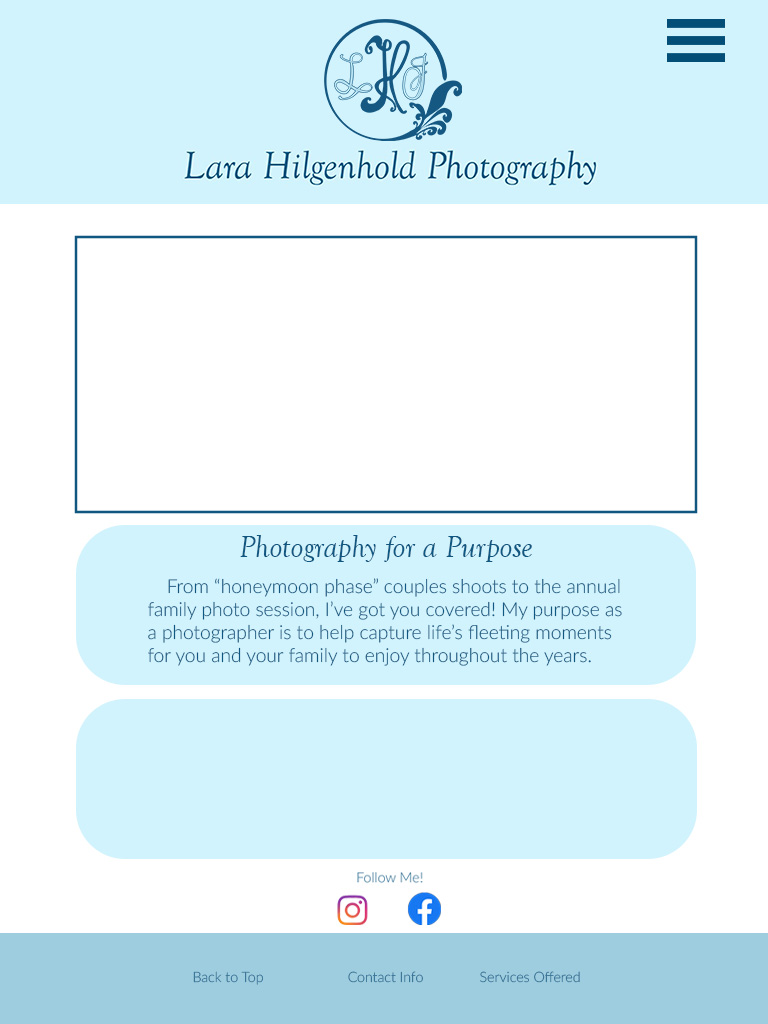 L H J
Lara Hilgenhold Photography
Photography for a Purpose
From “honeymoon phase” couples shoots to the annual
family photo session, I’ve got you covered! My purpose as
a photographer is to help capture life’s fleeting moments
for you and your family to enjoy throughout the years.
Follow Me!
Back to Top Contact Info Services Offered